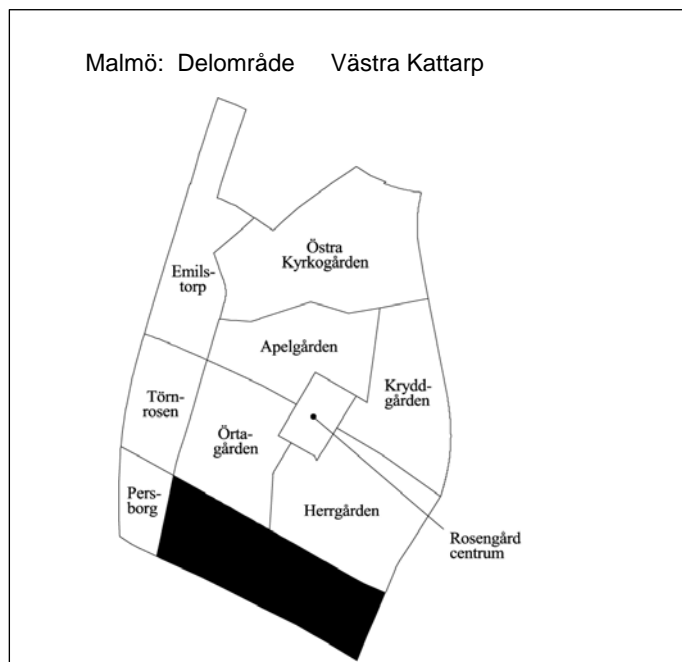 Malmö: Delområde Västra Kattarp
Östra
Kyrkogården
Emils-
torp
Apelgården
Krydd-
gården
Törn-
rosen
Örta-
gården
Pers-
borg
Herrgården
Rosengård
centrum